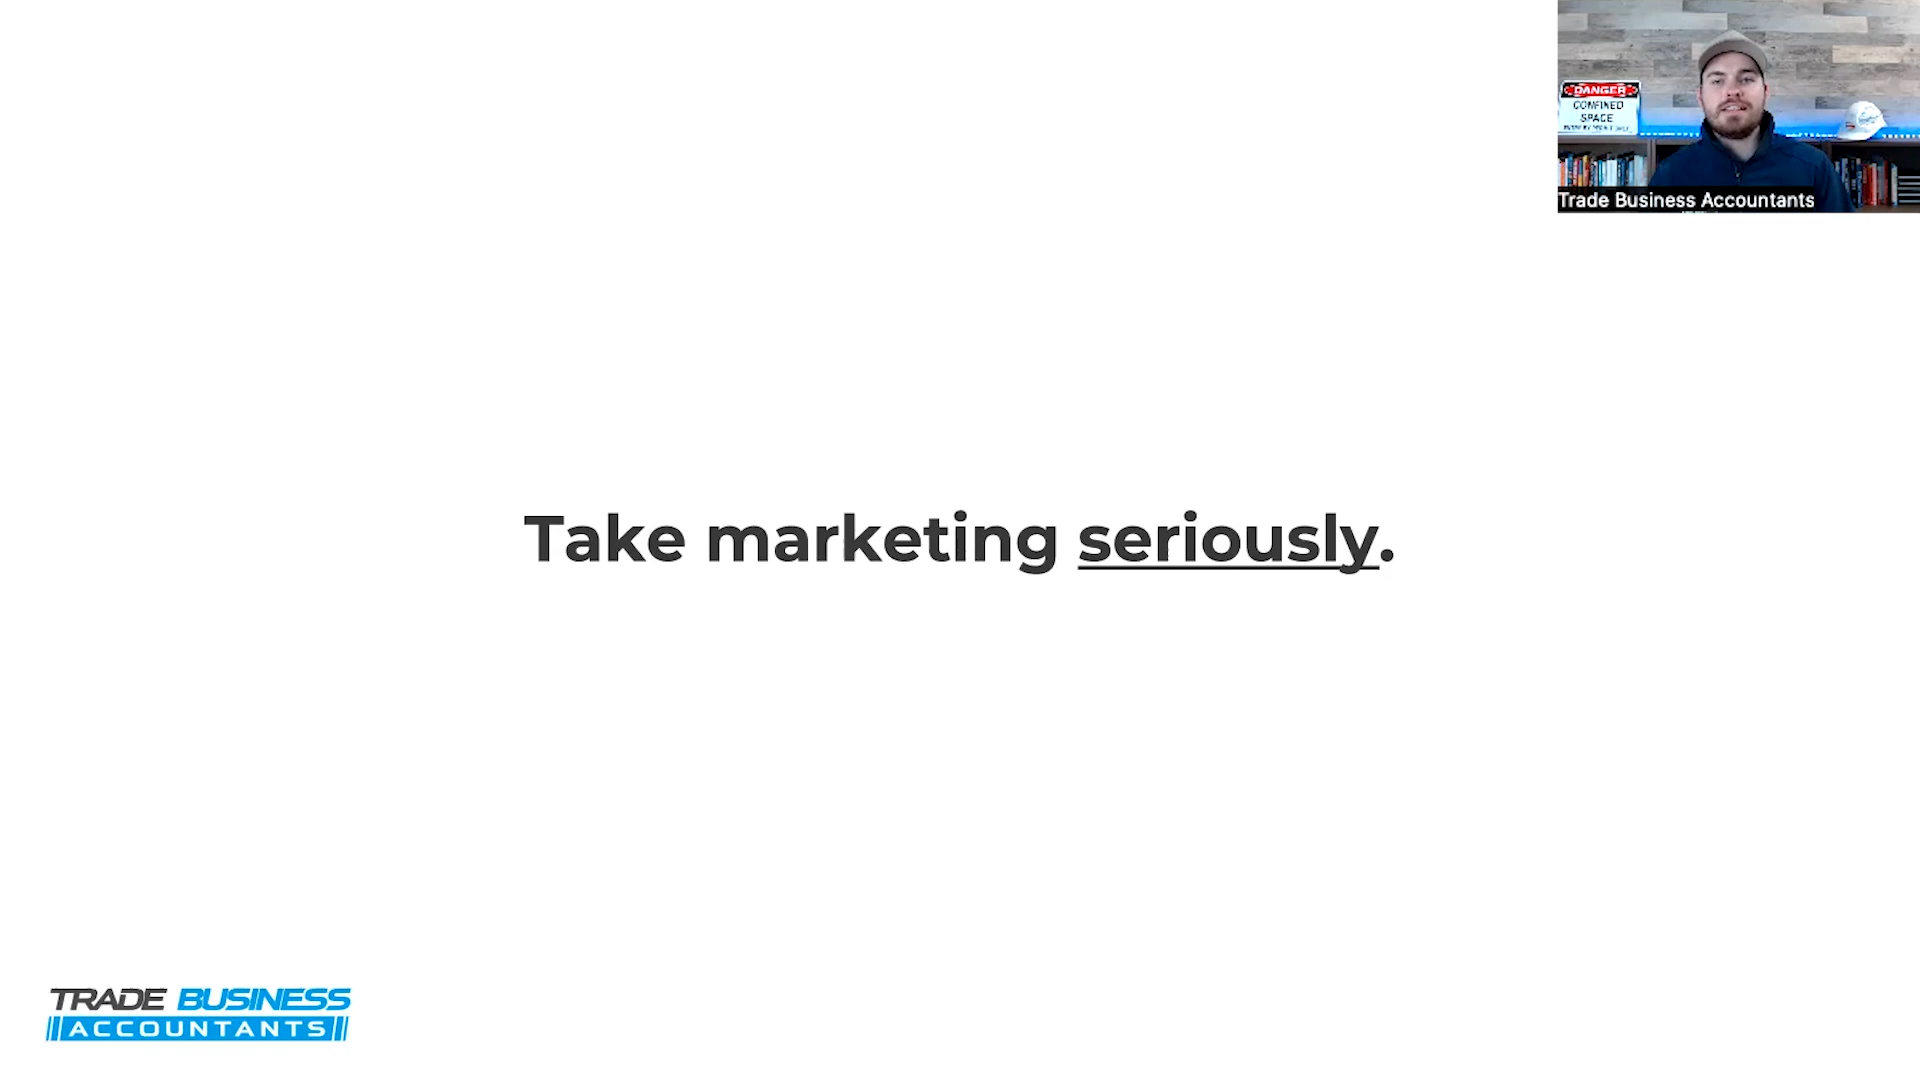 DANGER
CONFINED
SPACE
Trade Business Accountants
Take marketing seriously.
TRADE BUSINESS
ACCOUNTANTS